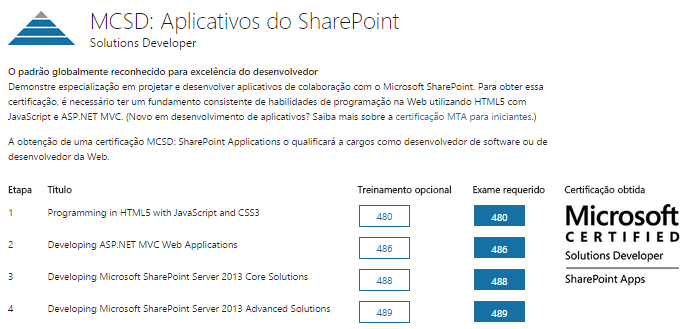 MCSD: Aplicativos do SharePoint
Solutions Developer
O padrão globalmente reconhecido para excelência do desenvolvedor
Demonstre especialização em projetar e desenvolver aplicativos de colaboração com o Microsoft SharePoint. Para obter essa
certificação, é necessário ter um fundamento consistente de habilidades de programação na Web utilizando HTML5 com
JavaScript e ASP.NET MVC. (Novo em desenvolvimento de aplicativos? Saiba mais sobre a certificação MTA para iniciantes.)
A obtenção de uma certificação MCSD: SharePoint Applications o qualificará a cargos como desenvolvedor de software ou de
desenvolvedor da Web.
Etapa Título Treinamento opcional Exame requerido Certificação obtida
1 Programming in HTML5 with JavaScript and CSS3 480 480
2 Developing ASP.NET MVC Web Applications 486 486
3 Developing Microsoft SharePoint Server 2013 Core Solutions 488 488
4 Developing Microsoft SharePoint Server 2013 Advanced Solutions 489 489
Microsoft
CERTIFIED
Solutions Developer
SharePoint Apps